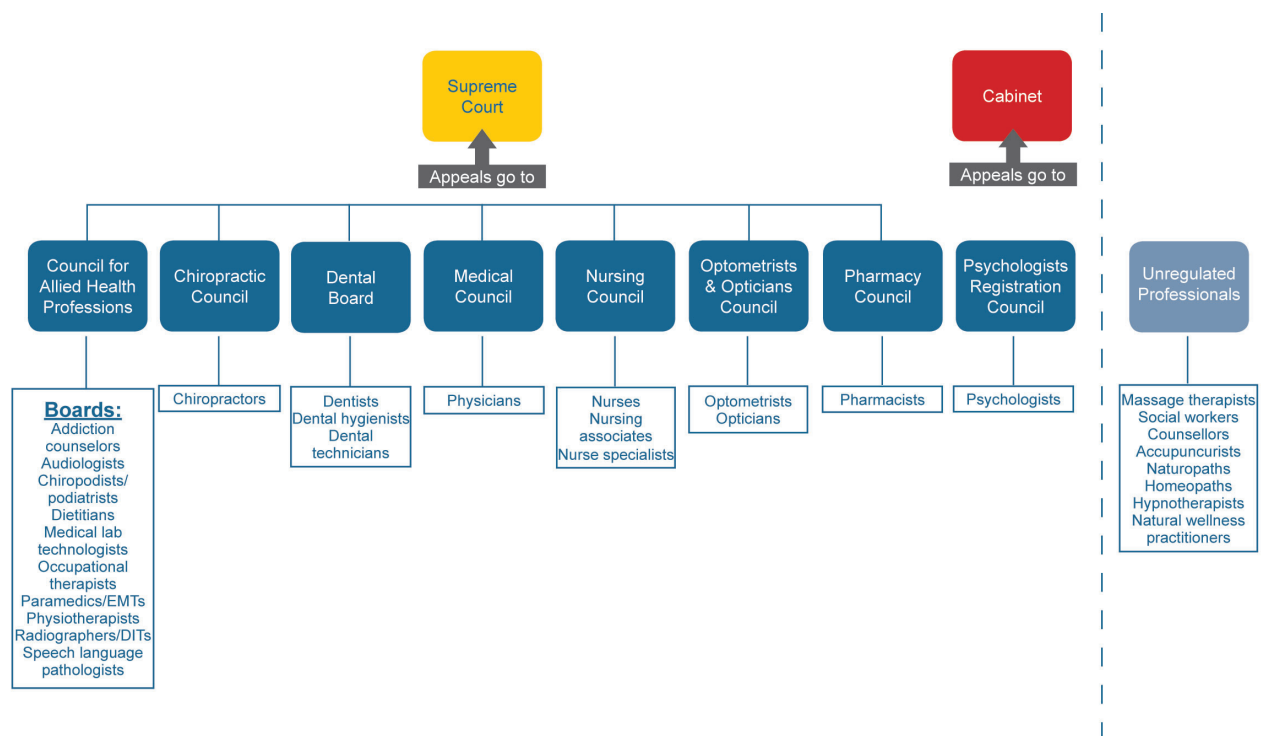 Supreme
Court
Cabinet
Appeals go to
Appeals go to
Council for
Allied Health
Professions
Chiropractic
Council
Dental
Board
Medical
Council
Nursing
Council
Optometrists
& Opticians
Council
Pharmacy
Council
Psychologists
Registration
Council
Unregulated
Professionals
Boards:
Addiction
counselors
Audiologists
Chiropodists/
podiatrists
Dietitians
Medical lab
technologists
Occupational
therapists
Paramedics/EMTs
Physiotherapists
Radiographers/DITs
Speech language
pathologists
Chiropractors
Dentists
Dental hygienists
Dental
technicians
Physicians
Nurses
Nursing
associates
Nurse specialists
Optometrists
Opticians
Pharmacists
Psychologists
Massage therapists
Social workers
Counsellors
Accupuncurists
Naturopaths
Homeopaths
Hypnotherapists
Natural wellness
practitioners